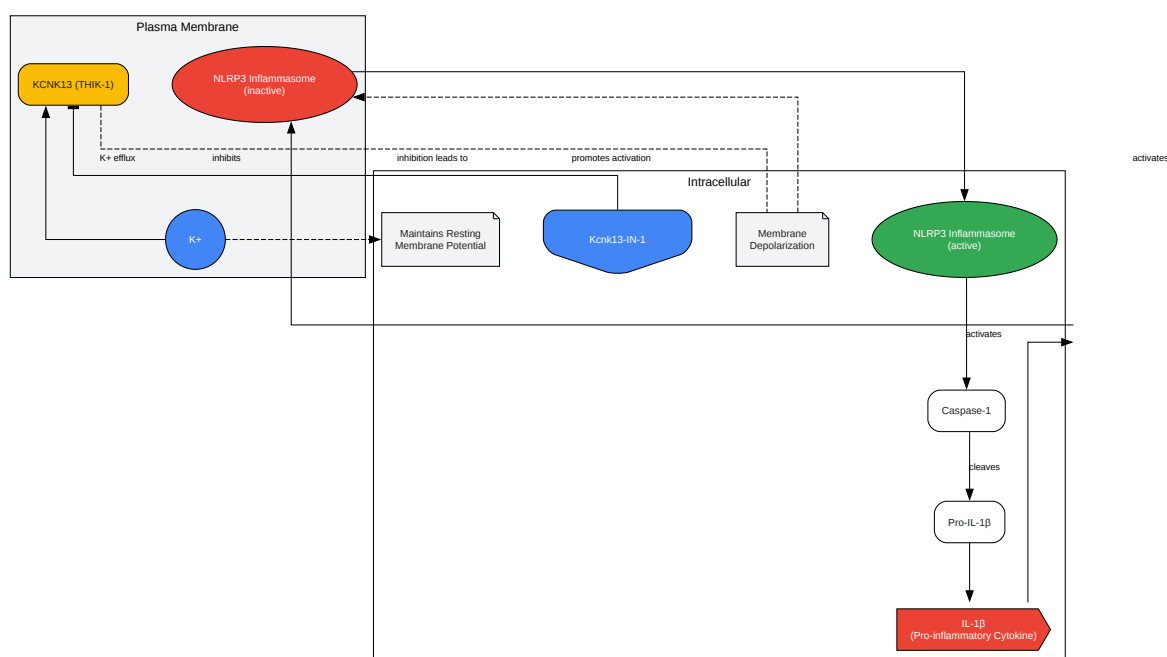 Plasma Membrane
KCNK13 (THIK-1)
NLRP3 Inflammasome
(inactive)
K+ efflux
inhibits
inhibition leads to
promotes activation
activates
Intracellular
K+
Maintains Resting
Membrane Potential
Kcnk13-IN-1
Membrane
Depolarization
NLRP3 Inflammasome
(active)
activates
Caspase-1
cleaves
Pro-IL-1β
IL-1β
(Pro-inflammatory Cytokine)